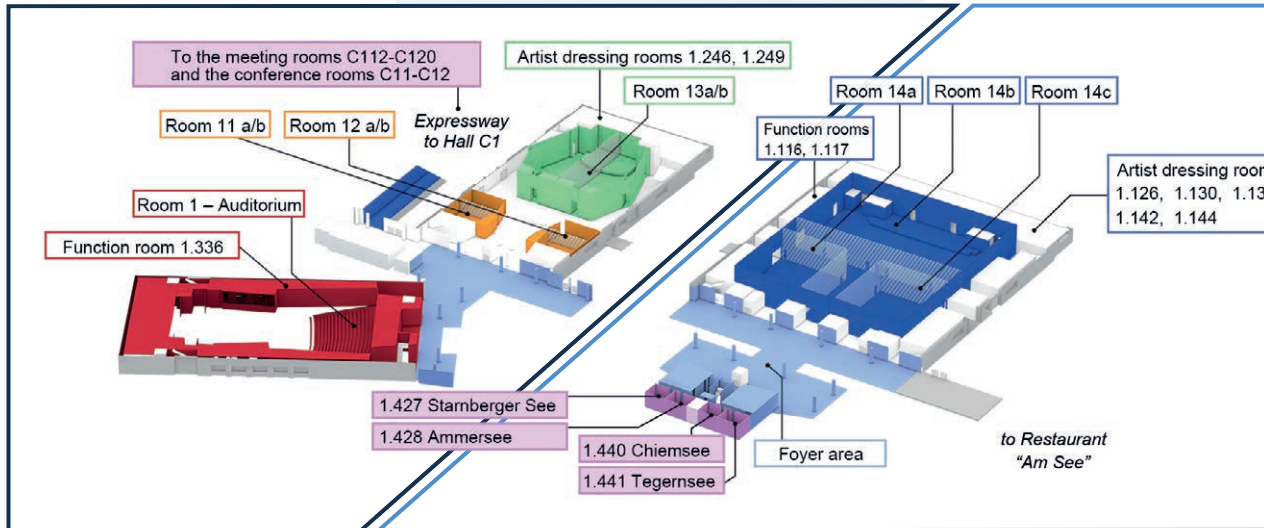 To the meeting rooms C112-C120
and the conference rooms C11-C12
Artist dressing rooms 1.246, 1.249
Room 13a/b
Room 11 a/b
Room 12 a/b
Expressway
to Hall C1
Room 14a
Room 14b
Room 14c
Function rooms
1.116, 1.117
Artist dressing
1.126, 1.130,
1.142, 1.144
Room 1 – Auditorium
Function room 1.336
1.427 Starnberger See
1.428 Ammersee
1.440 Chiemsee
1.441 Tegernsee
Foyer area
to Restaurant
“Am See”